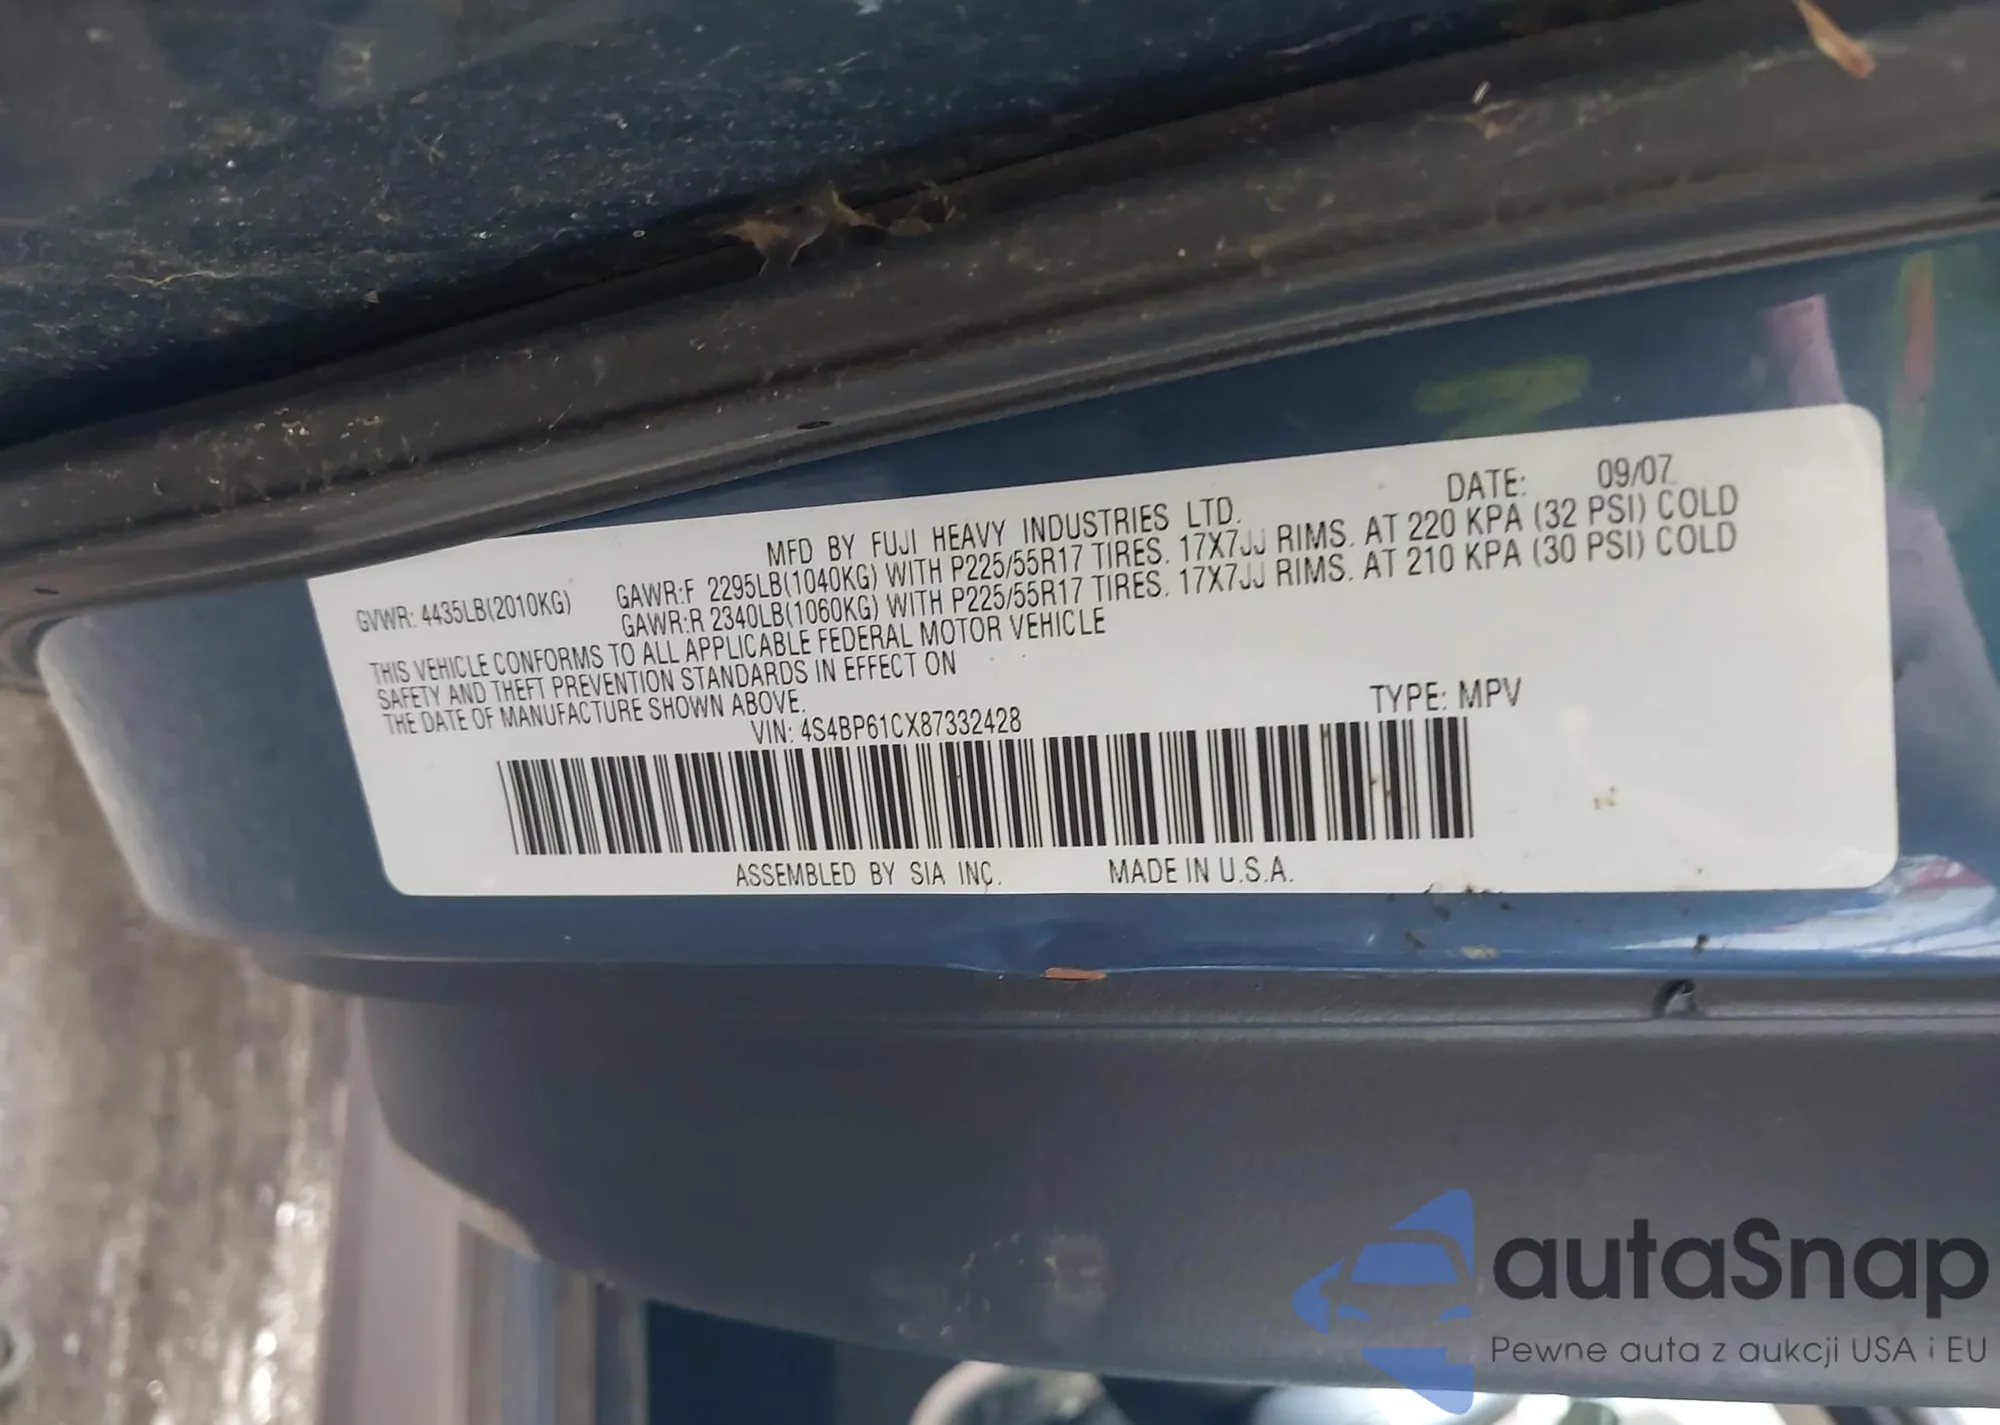 MFD BY FUJI HEAVY INDUSTRIES LTD. DATE: 09/07
GVWR: 4435LB(2010KG) GAWR:F 2295LB(1040KG) WITH P225/55R17 TIRES. 17X7JJ RIMS. AT 220 KPA (32 PSI) COLD
GAWR:R 2340LB(1060KG) WITH P225/55R17 TIRES. 17X7JJ RIMS. AT 210 KPA (30 PSI) COLD
THIS VEHICLE CONFORMS TO ALL APPLICABLE FEDERAL MOTOR VEHICLE
SAFETY AND THEFT PREVENTION STANDARDS IN EFFECT ON
THE DATE OF MANUFACTURE SHOWN ABOVE.
VIN: 4S4BP61CX87332428 TYPE: MPV
ASSEMBLED BY SIA INC. MADE IN U.S.A.
autaSnap
Pewne auta z aukcji USA i EU